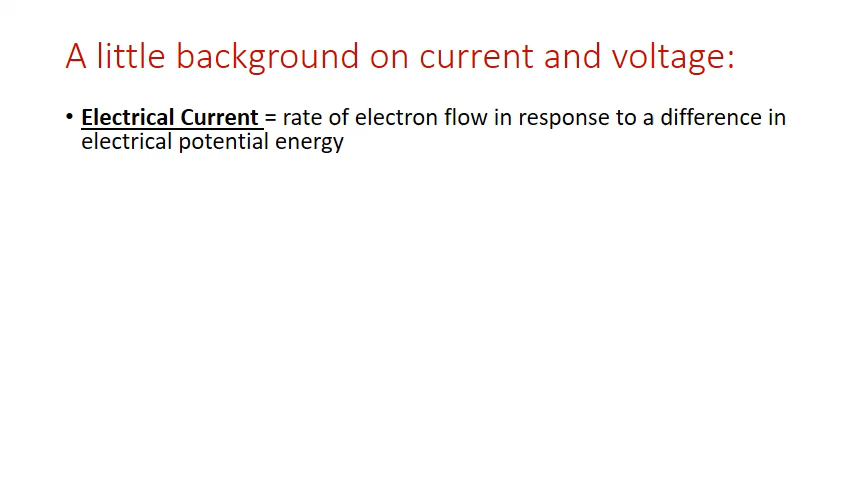 A little background on current and voltage:
• Electrical Current = rate of electron flow in response to a difference in
electrical potential energy